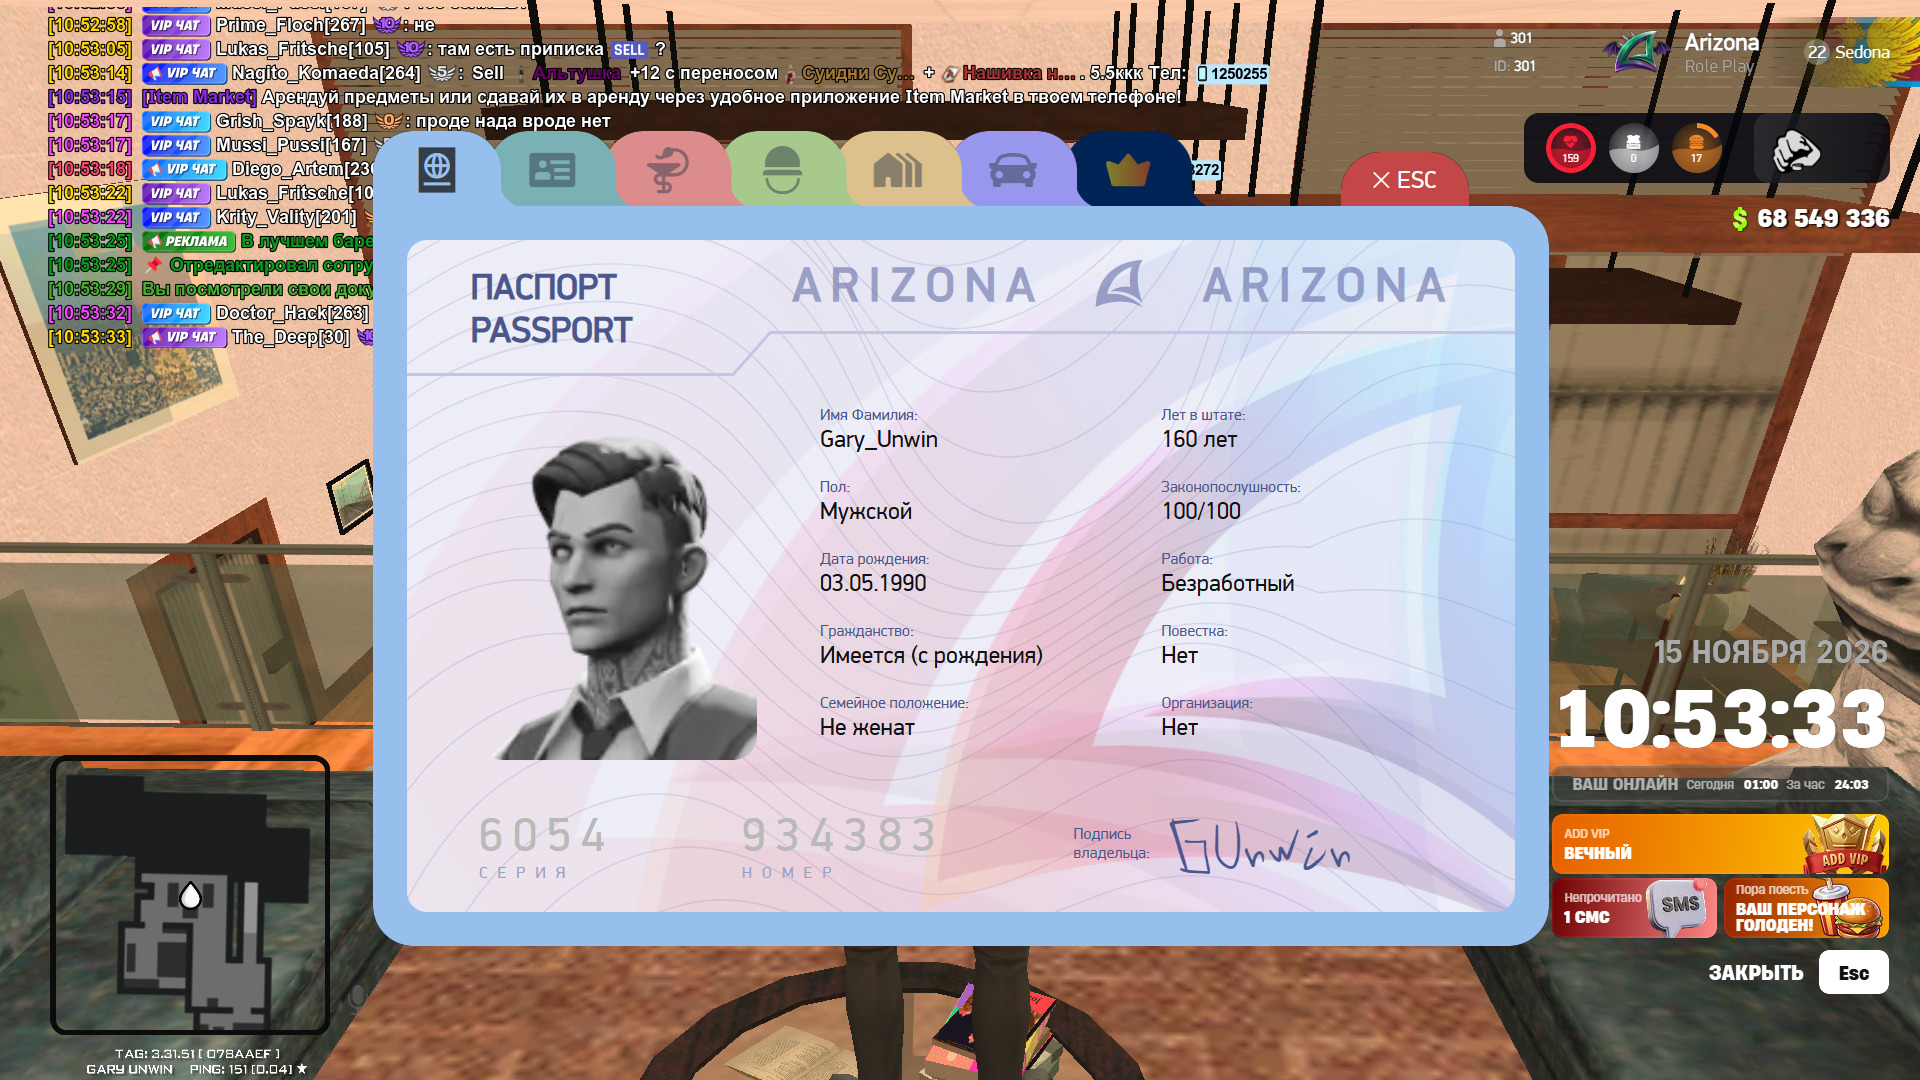 [10:52:58] VIP ЧАТ Prime_Floch[267] 10 : не
[10:53:05] VIP ЧАТ Lukas_Fritsche[105] 10 : там есть приписка SELL ?
[10:53:14] VIP ЧАТ Nagito_Komaeda[264] 5 : Sell Альтушка +12 с переносом Суидни Су... + Нашивка н... . 5.5ккк Тел: 1250255
[10:53:15] [Item Market] Арендуй предметы или сдавай их в аренду через удобное приложение Item Market в твоем телефоне!
[10:53:17] VIP ЧАТ Grish_Spayk[188] 0 : проде нада вроде нет
[10:53:17] VIP ЧАТ Mussi_Pussi[167]
[10:53:18] VIP ЧАТ Diego_Artem[23
3272
[10:53:22] VIP ЧАТ Lukas_Fritsche[10
[10:53:22] VIP ЧАТ Krity_Vality[201]
[10:53:25] РЕКЛАМА В лучшем баре
[10:53:25] Отредактировал сотру
[10:53:29] Вы посмотрели свои доку
[10:53:32] VIP ЧАТ Doctor_Hack[263]
[10:53:33] VIP ЧАТ The_Deep[30]
301
ID: 301
Arizona
Role Play
22 Sedona
159
0
17
$ 68 549 336
ESC
ПАСПОРТ
PASSPORT
ARIZONA ARIZONA
Имя Фамилия:
Gary_Unwin
Пол:
Мужской
Дата рождения:
03.05.1990
Гражданство:
Имеется (с рождения)
Семейное положение:
Не женат
Лет в штате:
160 лет
Законопослушность:
100/100
Работа:
Безработный
Повестка:
Нет
Организация:
Нет
6054
СЕРИЯ
934383
НОМЕР
Подпись
владельца:
GUnwin
15 НОЯБРЯ 2026
10:53:33
ВАШ ОНЛАЙН Сегодня 01:00 За час 24:03
ADD VIP
ВЕЧНЫЙ
ADD VIP
Непрочитано
1 СМС
SMS
Пора поесть
ВАШ ПЕРСОНАЖ
ГОЛОДЕН!
ЗАКРЫТЬ Esc
TAG: 3.31.51 [ 078AAEF ]
GARY UNWIN PING: 151 [0.04] ★